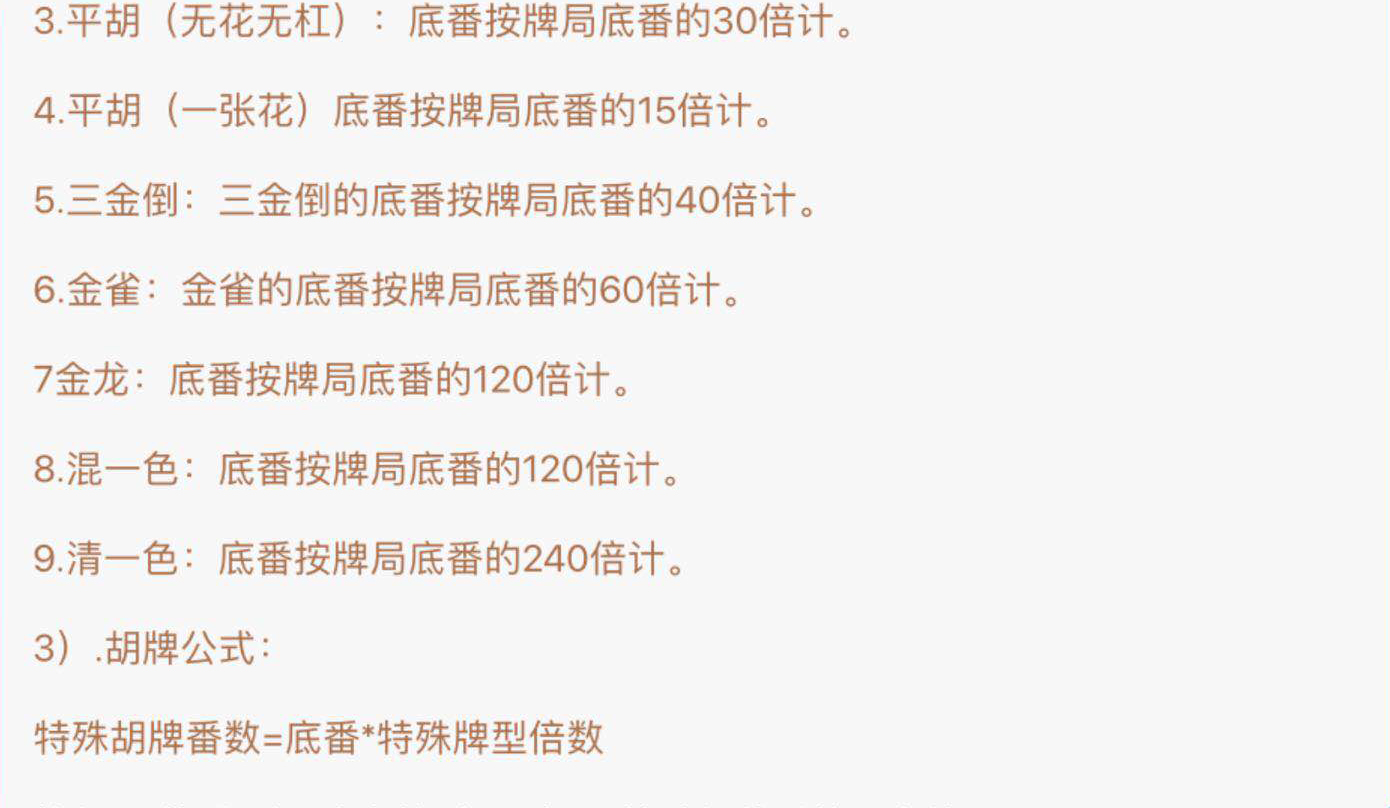 3.平胡（无花无杠）：底番按牌局底番的30倍计。
4.平胡（一张花）底番按牌局底番的15倍计。
5.三金倒：三金倒的底番按牌局底番的40倍计。
6.金雀：金雀的底番按牌局底番的60倍计。
7金龙：底番按牌局底番的120倍计。
8.混一色：底番按牌局底番的120倍计。
9.清一色：底番按牌局底番的240倍计。
3）.胡牌公式：
特殊胡牌番数=底番*特殊牌型倍数